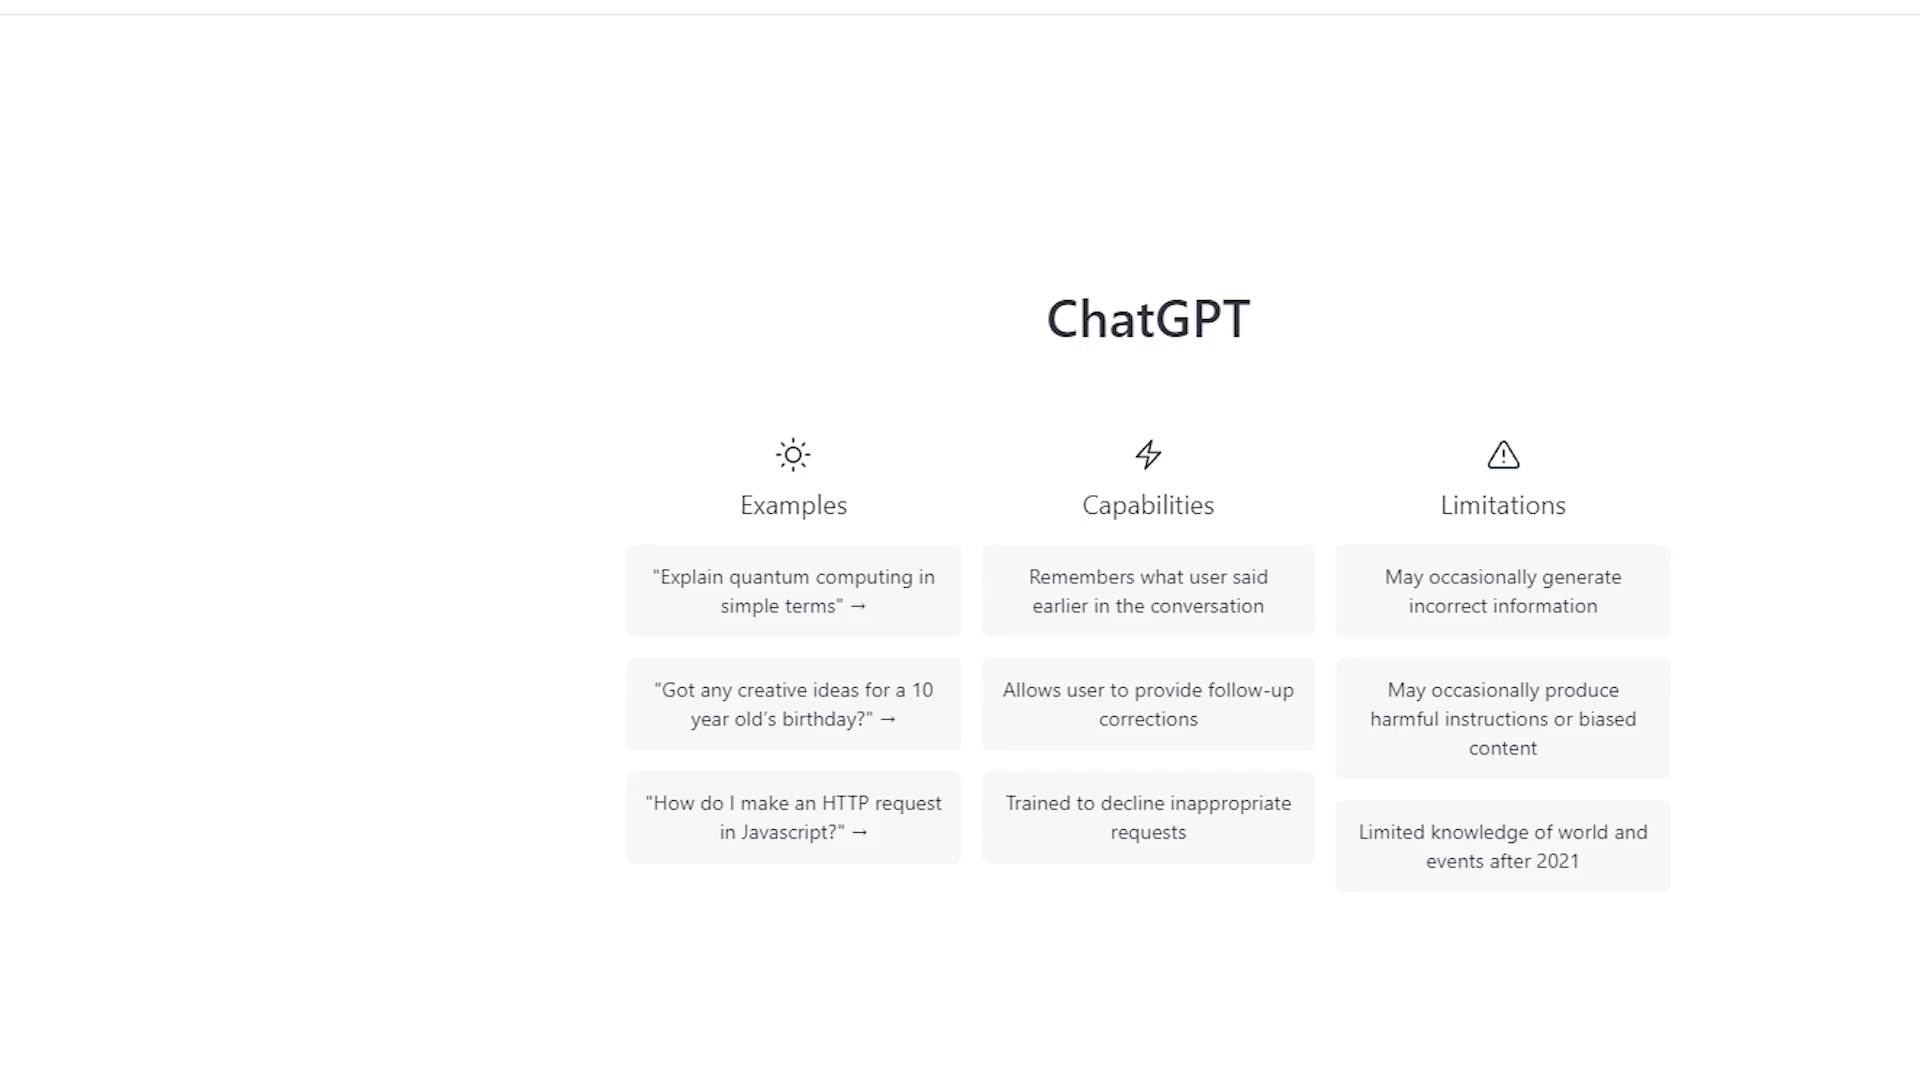 ChatGPT
Examples
"Explain quantum computing in
simple terms" →
"Got any creative ideas for a 10
year old’s birthday?" →
"How do I make an HTTP request
in Javascript?" →
Capabilities
Remembers what user said
earlier in the conversation
Allows user to provide follow-up
corrections
Trained to decline inappropriate
requests
Limitations
May occasionally generate
incorrect information
May occasionally produce
harmful instructions or biased
content
Limited knowledge of world and
events after 2021